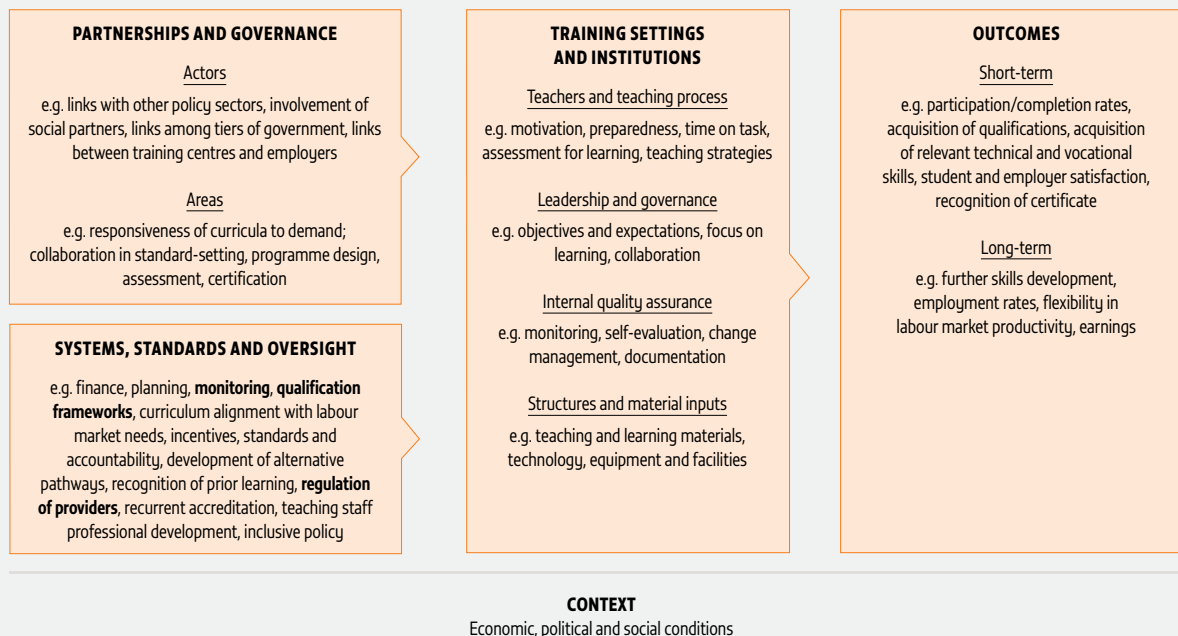 PARTNERSHIPS AND GOVERNANCE
Actors
e.g. links with other policy sectors, involvement of
social partners, links among tiers of government, links
between training centres and employers
Areas
e.g. responsiveness of curricula to demand;
collaboration in standard-setting, programme design,
assessment, certification
SYSTEMS, STANDARDS AND OVERSIGHT
e.g. finance, planning, monitoring, qualification
frameworks, curriculum alignment with labour
market needs, incentives, standards and
accountability, development of alternative
pathways, recognition of prior learning, regulation
of providers, recurrent accreditation, teaching staff
professional development, inclusive policy
TRAINING SETTINGS
AND INSTITUTIONS
Teachers and teaching process
e.g. motivation, preparedness, time on task,
assessment for learning, teaching strategies
Leadership and governance
e.g. objectives and expectations, focus on
learning, collaboration
Internal quality assurance
e.g. monitoring, self-evaluation, change
management, documentation
Structures and material inputs
e.g. teaching and learning materials,
technology, equipment and facilities
OUTCOMES
Short-term
e.g. participation/completion rates,
acquisition of qualifications, acquisition
of relevant technical and vocational
skills, student and employer satisfaction,
recognition of certificate
Long-term
e.g. further skills development,
employment rates, flexibility in
labour market productivity, earnings
CONTEXT
Economic, political and social conditions